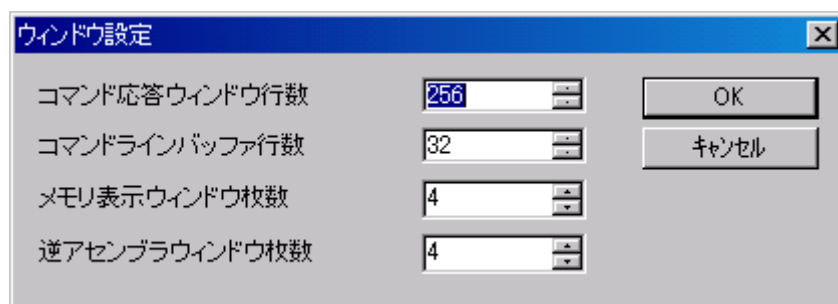 ウィンドウ設定
コマンド応答ウィンドウ行数 256 OK
コマンドラインバッファ行数 32 ｷｬﾝｾﾙ
メモリ表示ウィンドウ枚数 4
逆アセンブラウィンドウ枚数 4